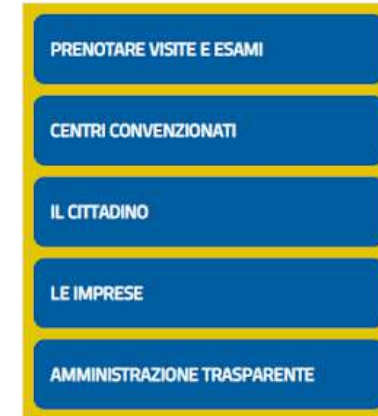 PRENOTARE VISITE E ESAMI
CENTRI CONVENZIONATI
IL CITTADINO
LE IMPRESE
AMMINISTRAZIONE TRASPARENTE